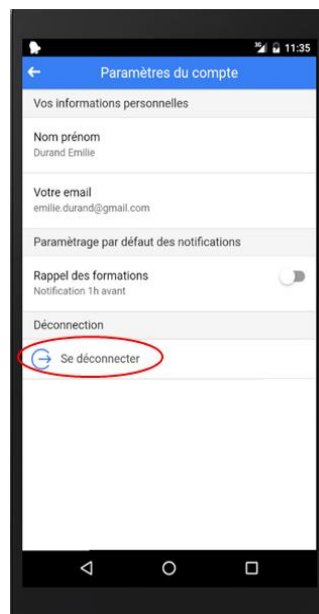 3G 11:35
Paramètres du compte
Vos informations personnelles
Nom prénom
Durand Emilie
Votre email
emilie.durand@gmail.com
Paramètrage par défaut des notifications
Rappel des formations
Notification 1h avant
Déconnection
Se déconnecter